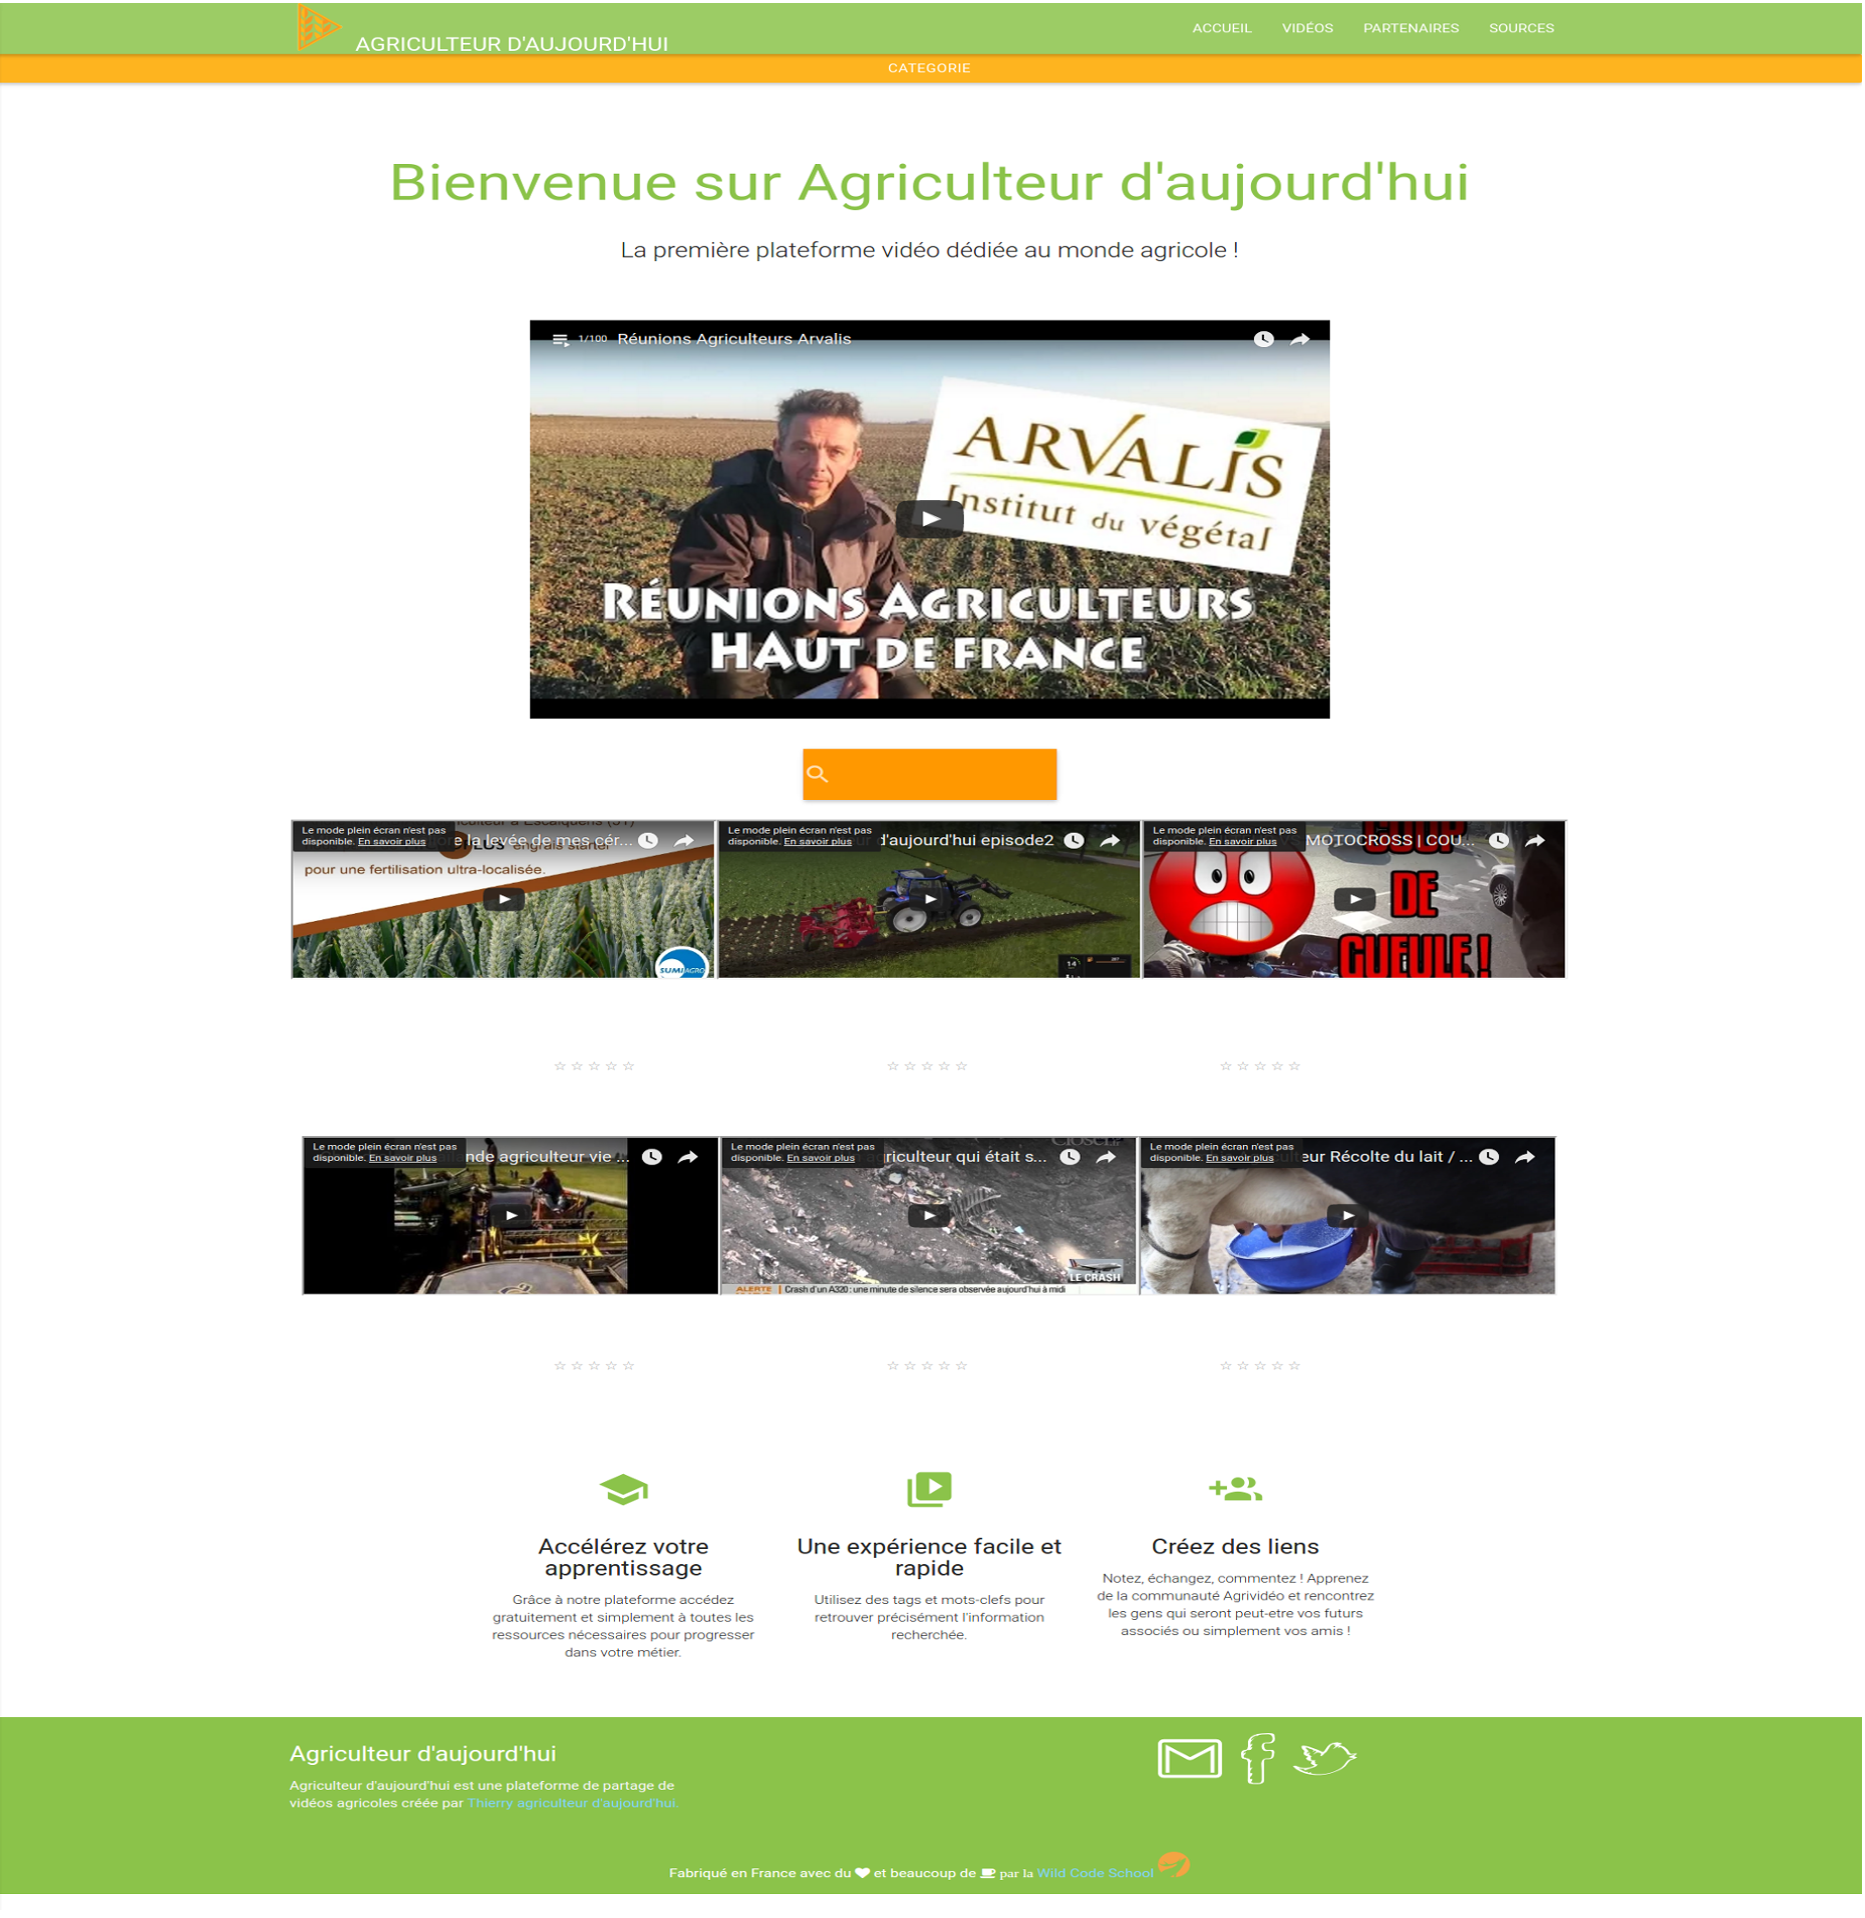 AGRICULTEUR D'AUJOURD'HUI
ACCUEIL VIDÉOS PARTENAIRES SOURCES
CATEGORIE
Bienvenue sur Agriculteur d'aujourd'hui
La première plateforme vidéo dédiée au monde agricole !
1/100 Réunions Agriculteurs Arvalis
ARVALIS
Institut du végétal
RÉUNIONS AGRICULTEURS
HAUT DE FRANCE
Le mode plein écran n'est pas
disponible. En savoir plus
la levée de mes cér...
engrais starter
pour une fertilisation ultra-localisée.
SUMIAGRO
Le mode plein écran n'est pas
disponible. En savoir plus
d'aujourd'hui episode2
14
Le mode plein écran n'est pas
disponible. En savoir plus
MOTOCROSS | COU...
COUP
DE
GUEULE !
☆ ☆ ☆ ☆ ☆
☆ ☆ ☆ ☆ ☆
☆ ☆ ☆ ☆ ☆
Le mode plein écran n'est pas
disponible. En savoir plus
nde agriculteur vie ...
Le mode plein écran n'est pas
disponible. En savoir plus
griculteur qui était s...
Closer
LE CRASH
ALERTE Crash d'un A320 : une minute de silence sera observée aujourd'hui à midi
Le mode plein écran n'est pas
disponible. En savoir plus
eur Récolte du lait / ...
☆ ☆ ☆ ☆ ☆
☆ ☆ ☆ ☆ ☆
☆ ☆ ☆ ☆ ☆
Accélérez votre
apprentissage
Grâce à notre plateforme accédez
gratuitement et simplement à toutes les
ressources nécessaires pour progresser
dans votre métier.
Une expérience facile et
rapide
Utilisez des tags et mots-clefs pour
retrouver précisément l'information
recherchée.
Créez des liens
Notez, échangez, commentez ! Apprenez
de la communauté Agrividéo et rencontrez
les gens qui seront peut-etre vos futurs
associés ou simplement vos amis !
Agriculteur d'aujourd'hui
Agriculteur d'aujourd'hui est une plateforme de partage de
vidéos agricoles créée par Thierry agriculteur d'aujourd'hui.
Fabriqué en France avec du ♥ et beaucoup de ☕ par la Wild Code School